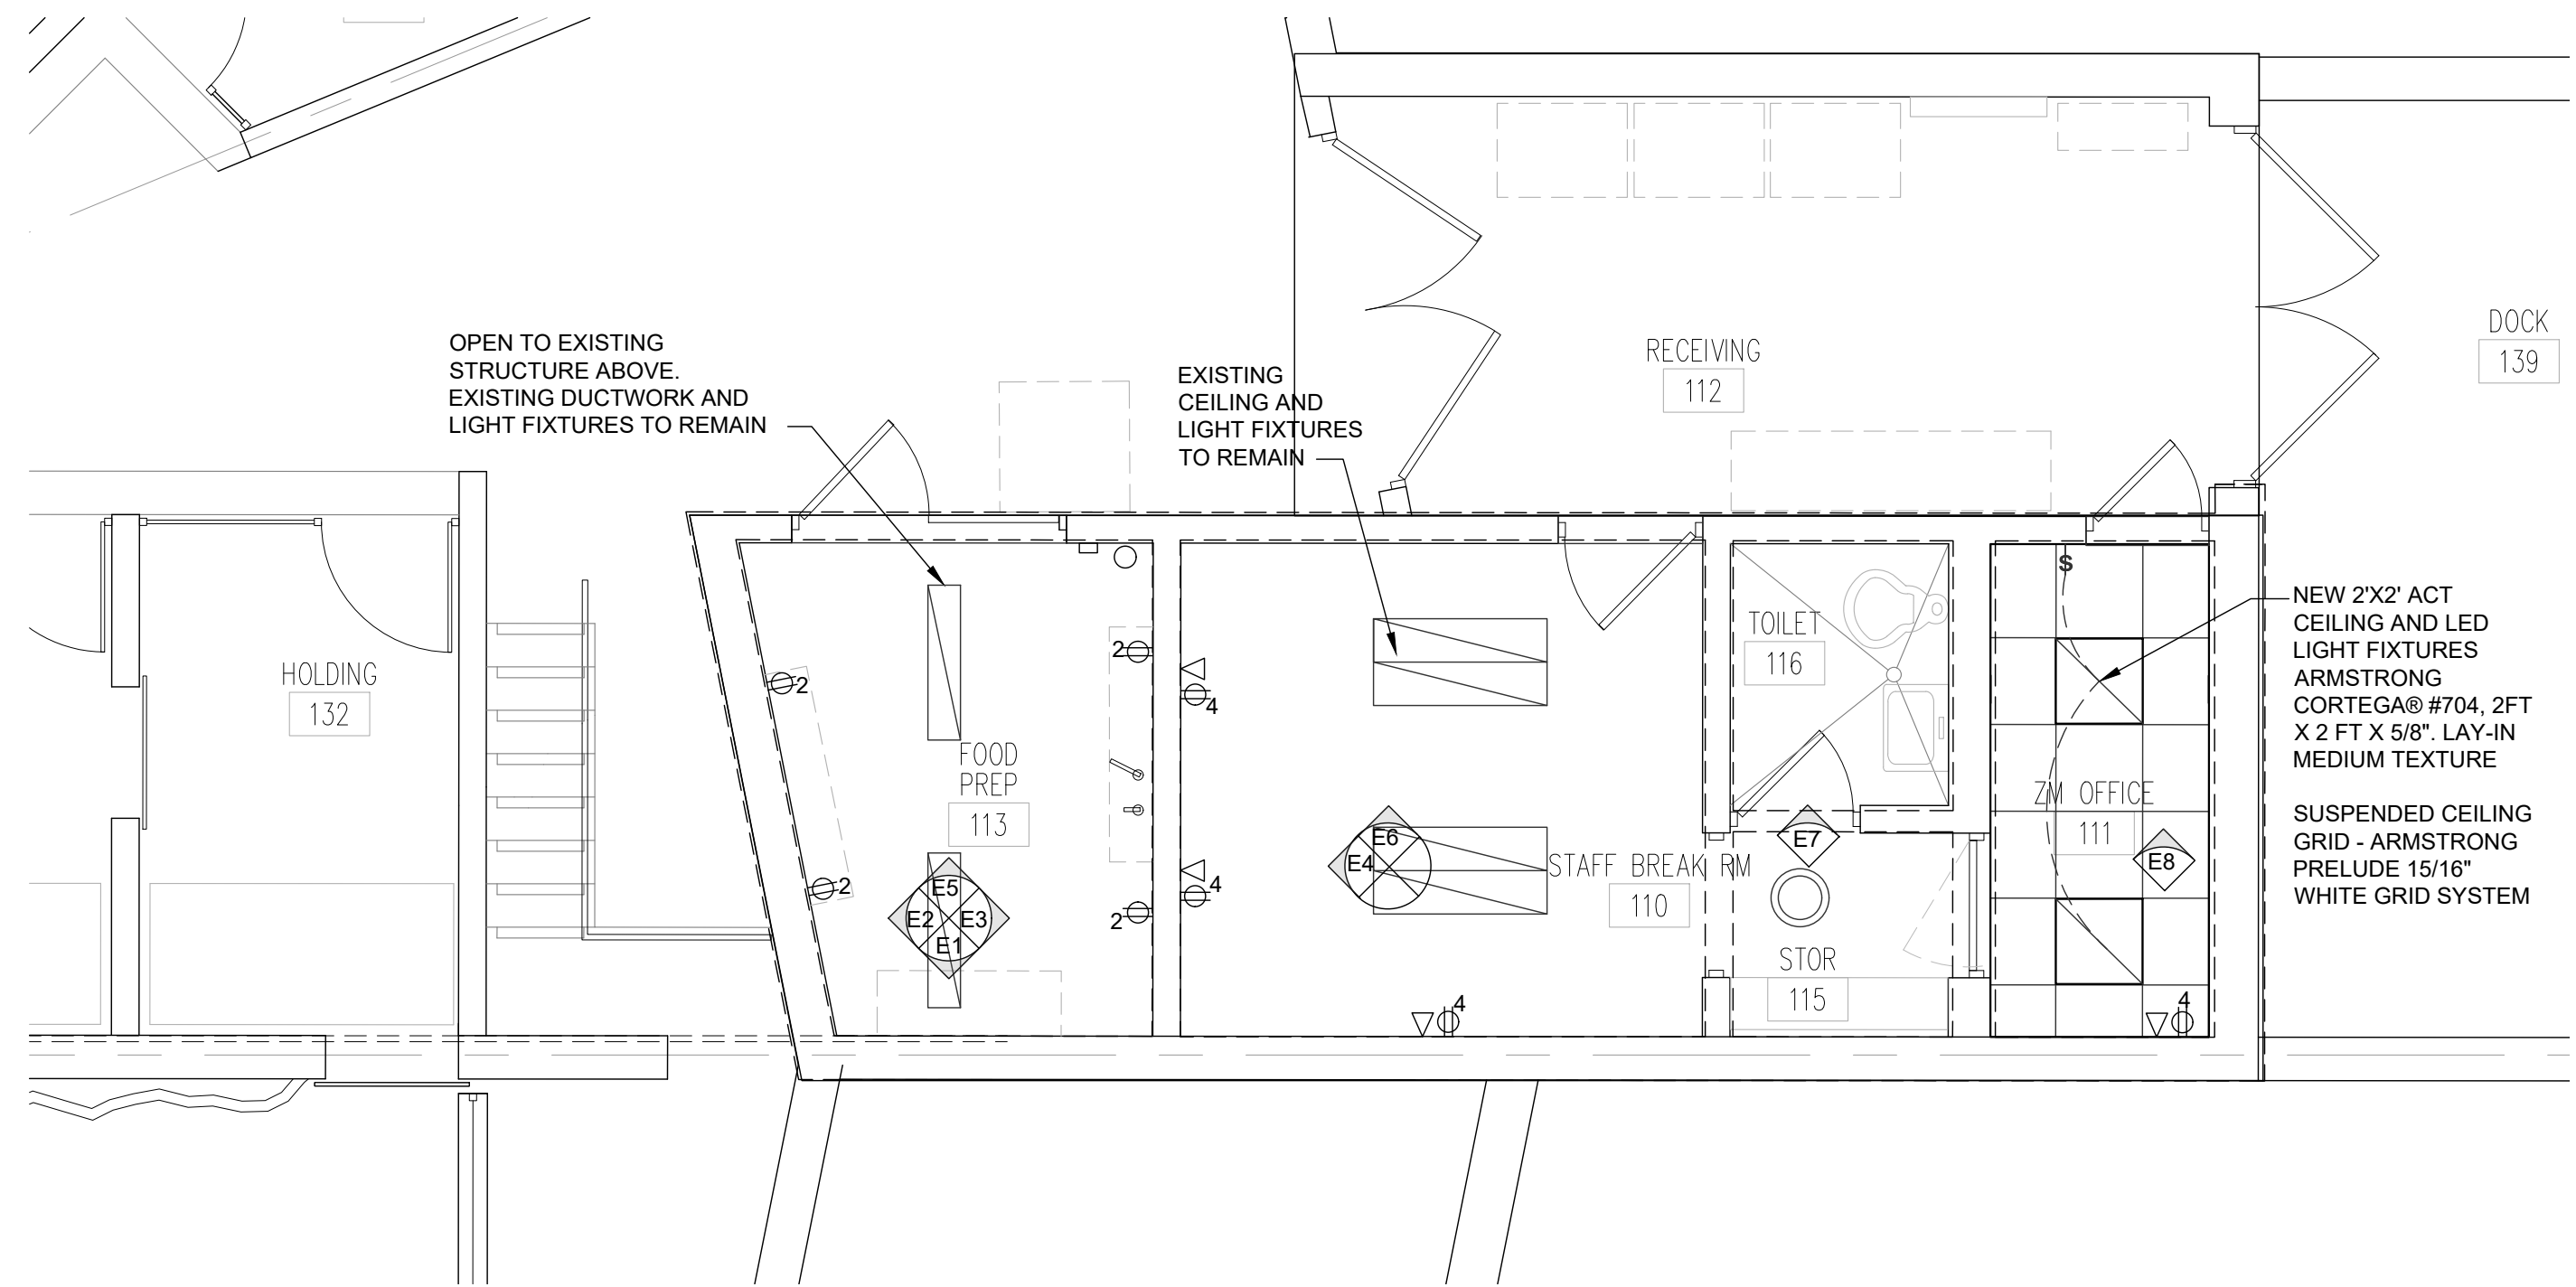 OPEN TO EXISTING
STRUCTURE ABOVE.
EXISTING DUCTWORK AND
LIGHT FIXTURES TO REMAIN
EXISTING
CEILING AND
LIGHT FIXTURES
TO REMAIN
RECEIVING
112
DOCK
139
HOLDING
132
FOOD
PREP
113
2
2
2
2
E5
E2
E3
E1
4
4
4
E6
E4
STAFF BREAK RM
110
TOILET
116
E7
STOR
115
$
ZM OFFICE
111
E8
4
NEW 2'X2' ACT
CEILING AND LED
LIGHT FIXTURES
ARMSTRONG
CORTEGA® #704, 2FT
X 2 FT X 5/8". LAY-IN
MEDIUM TEXTURE
SUSPENDED CEILING
GRID - ARMSTRONG
PRELUDE 15/16"
WHITE GRID SYSTEM